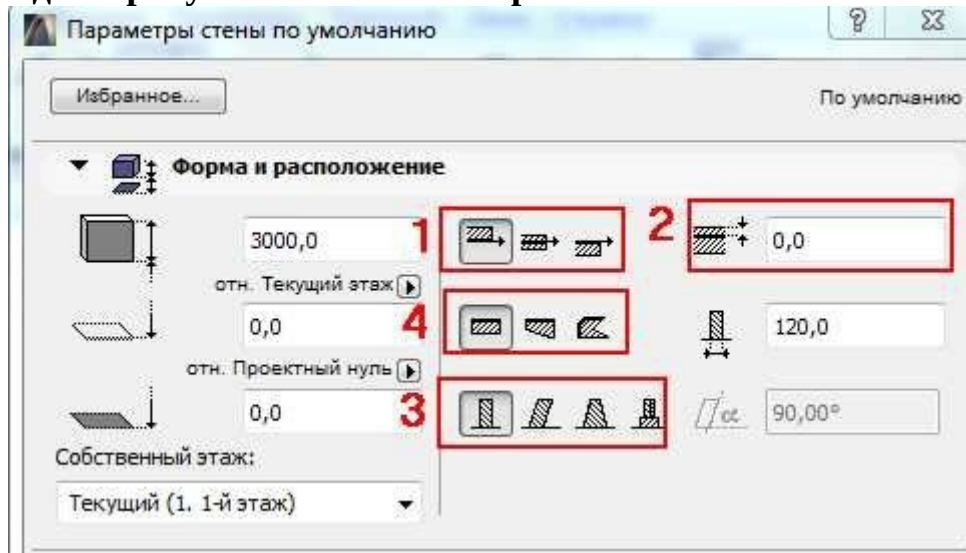 Параметры стены по умолчанию
Избранное...
По умолчанию
Форма и расположение
3000,0
1
2
0,0
отн. Текущий этаж
0,0
4
120,0
отн. Проектный нуль
0,0
3
α 90,00°
Собственный этаж:
Текущий (1. 1-й этаж)